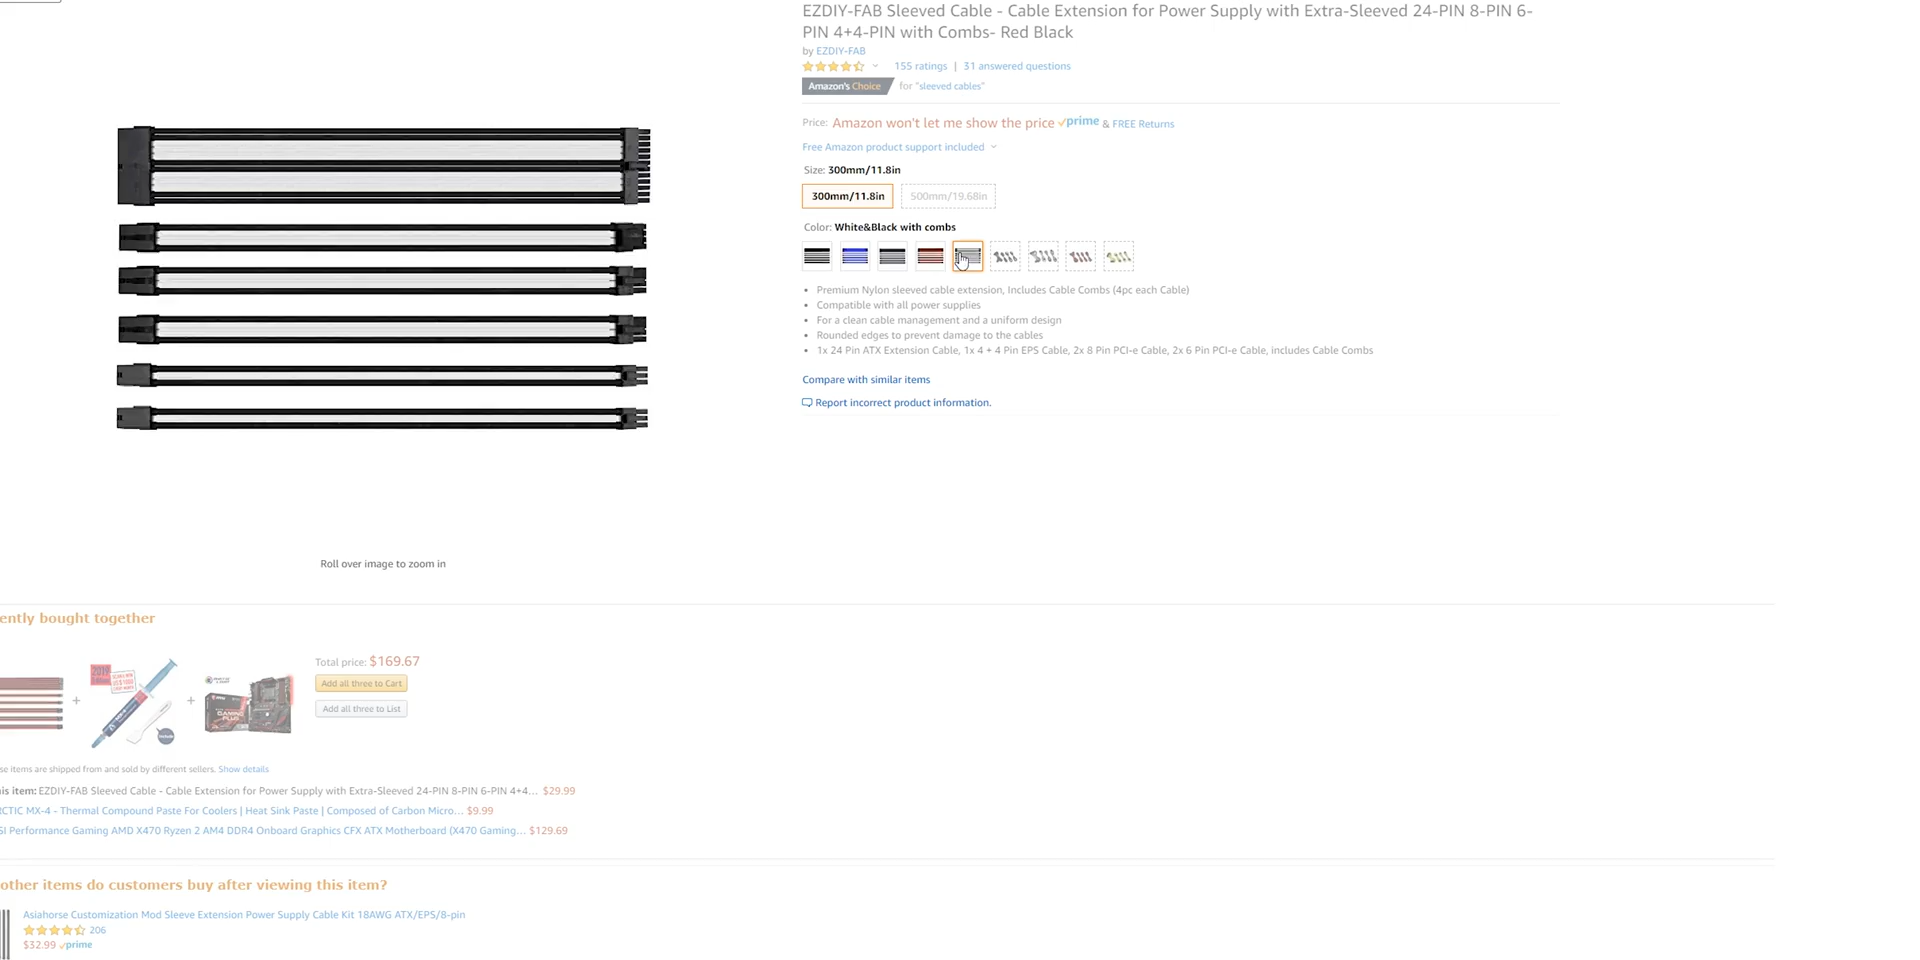 EZDIY-FAB Sleeved Cable - Cable Extension for Power Supply with Extra-Sleeved 24-PIN 8-PIN 6-
PIN 4+4-PIN with Combs- Red Black
by EZDIY-FAB
155 ratings | 31 answered questions
Amazon's Choice for "sleeved cables"
Price: Amazon won't let me show the price prime & FREE Returns
Free Amazon product support included
Size: 300mm/11.8in
300mm/11.8in 500mm/19.68in
Color: White&Black with combs
• Premium Nylon sleeved cable extension, Includes Cable Combs (4pc each Cable)
• Compatible with all power supplies
• For a clean cable management and a uniform design
• Rounded edges to prevent damage to the cables
• 1x 24 Pin ATX Extension Cable, 1x 4 + 4 Pin EPS Cable, 2x 8 Pin PCI-e Cable, 2x 6 Pin PCI-e Cable, includes Cable Combs
Compare with similar items
Report incorrect product information.
Roll over image to zoom in
ently bought together
Total price: $169.67
Add all three to Cart
Add all three to List
GAMING
PLUS
se items are shipped from and sold by different sellers. Show details
is item: EZDIY-FAB Sleeved Cable - Cable Extension for Power Supply with Extra-Sleeved 24-PIN 8-PIN 6-PIN 4+4... $29.99
CTIC MX-4 - Thermal Compound Paste For Coolers | Heat Sink Paste | Composed of Carbon Micro... $9.99
SI Performance Gaming AMD X470 Ryzen 2 AM4 DDR4 Onboard Graphics CFX ATX Motherboard (X470 Gaming... $129.69
other items do customers buy after viewing this item?
Asiahorse Customization Mod Sleeve Extension Power Supply Cable Kit 18AWG ATX/EPS/8-pin
206
$32.99 prime